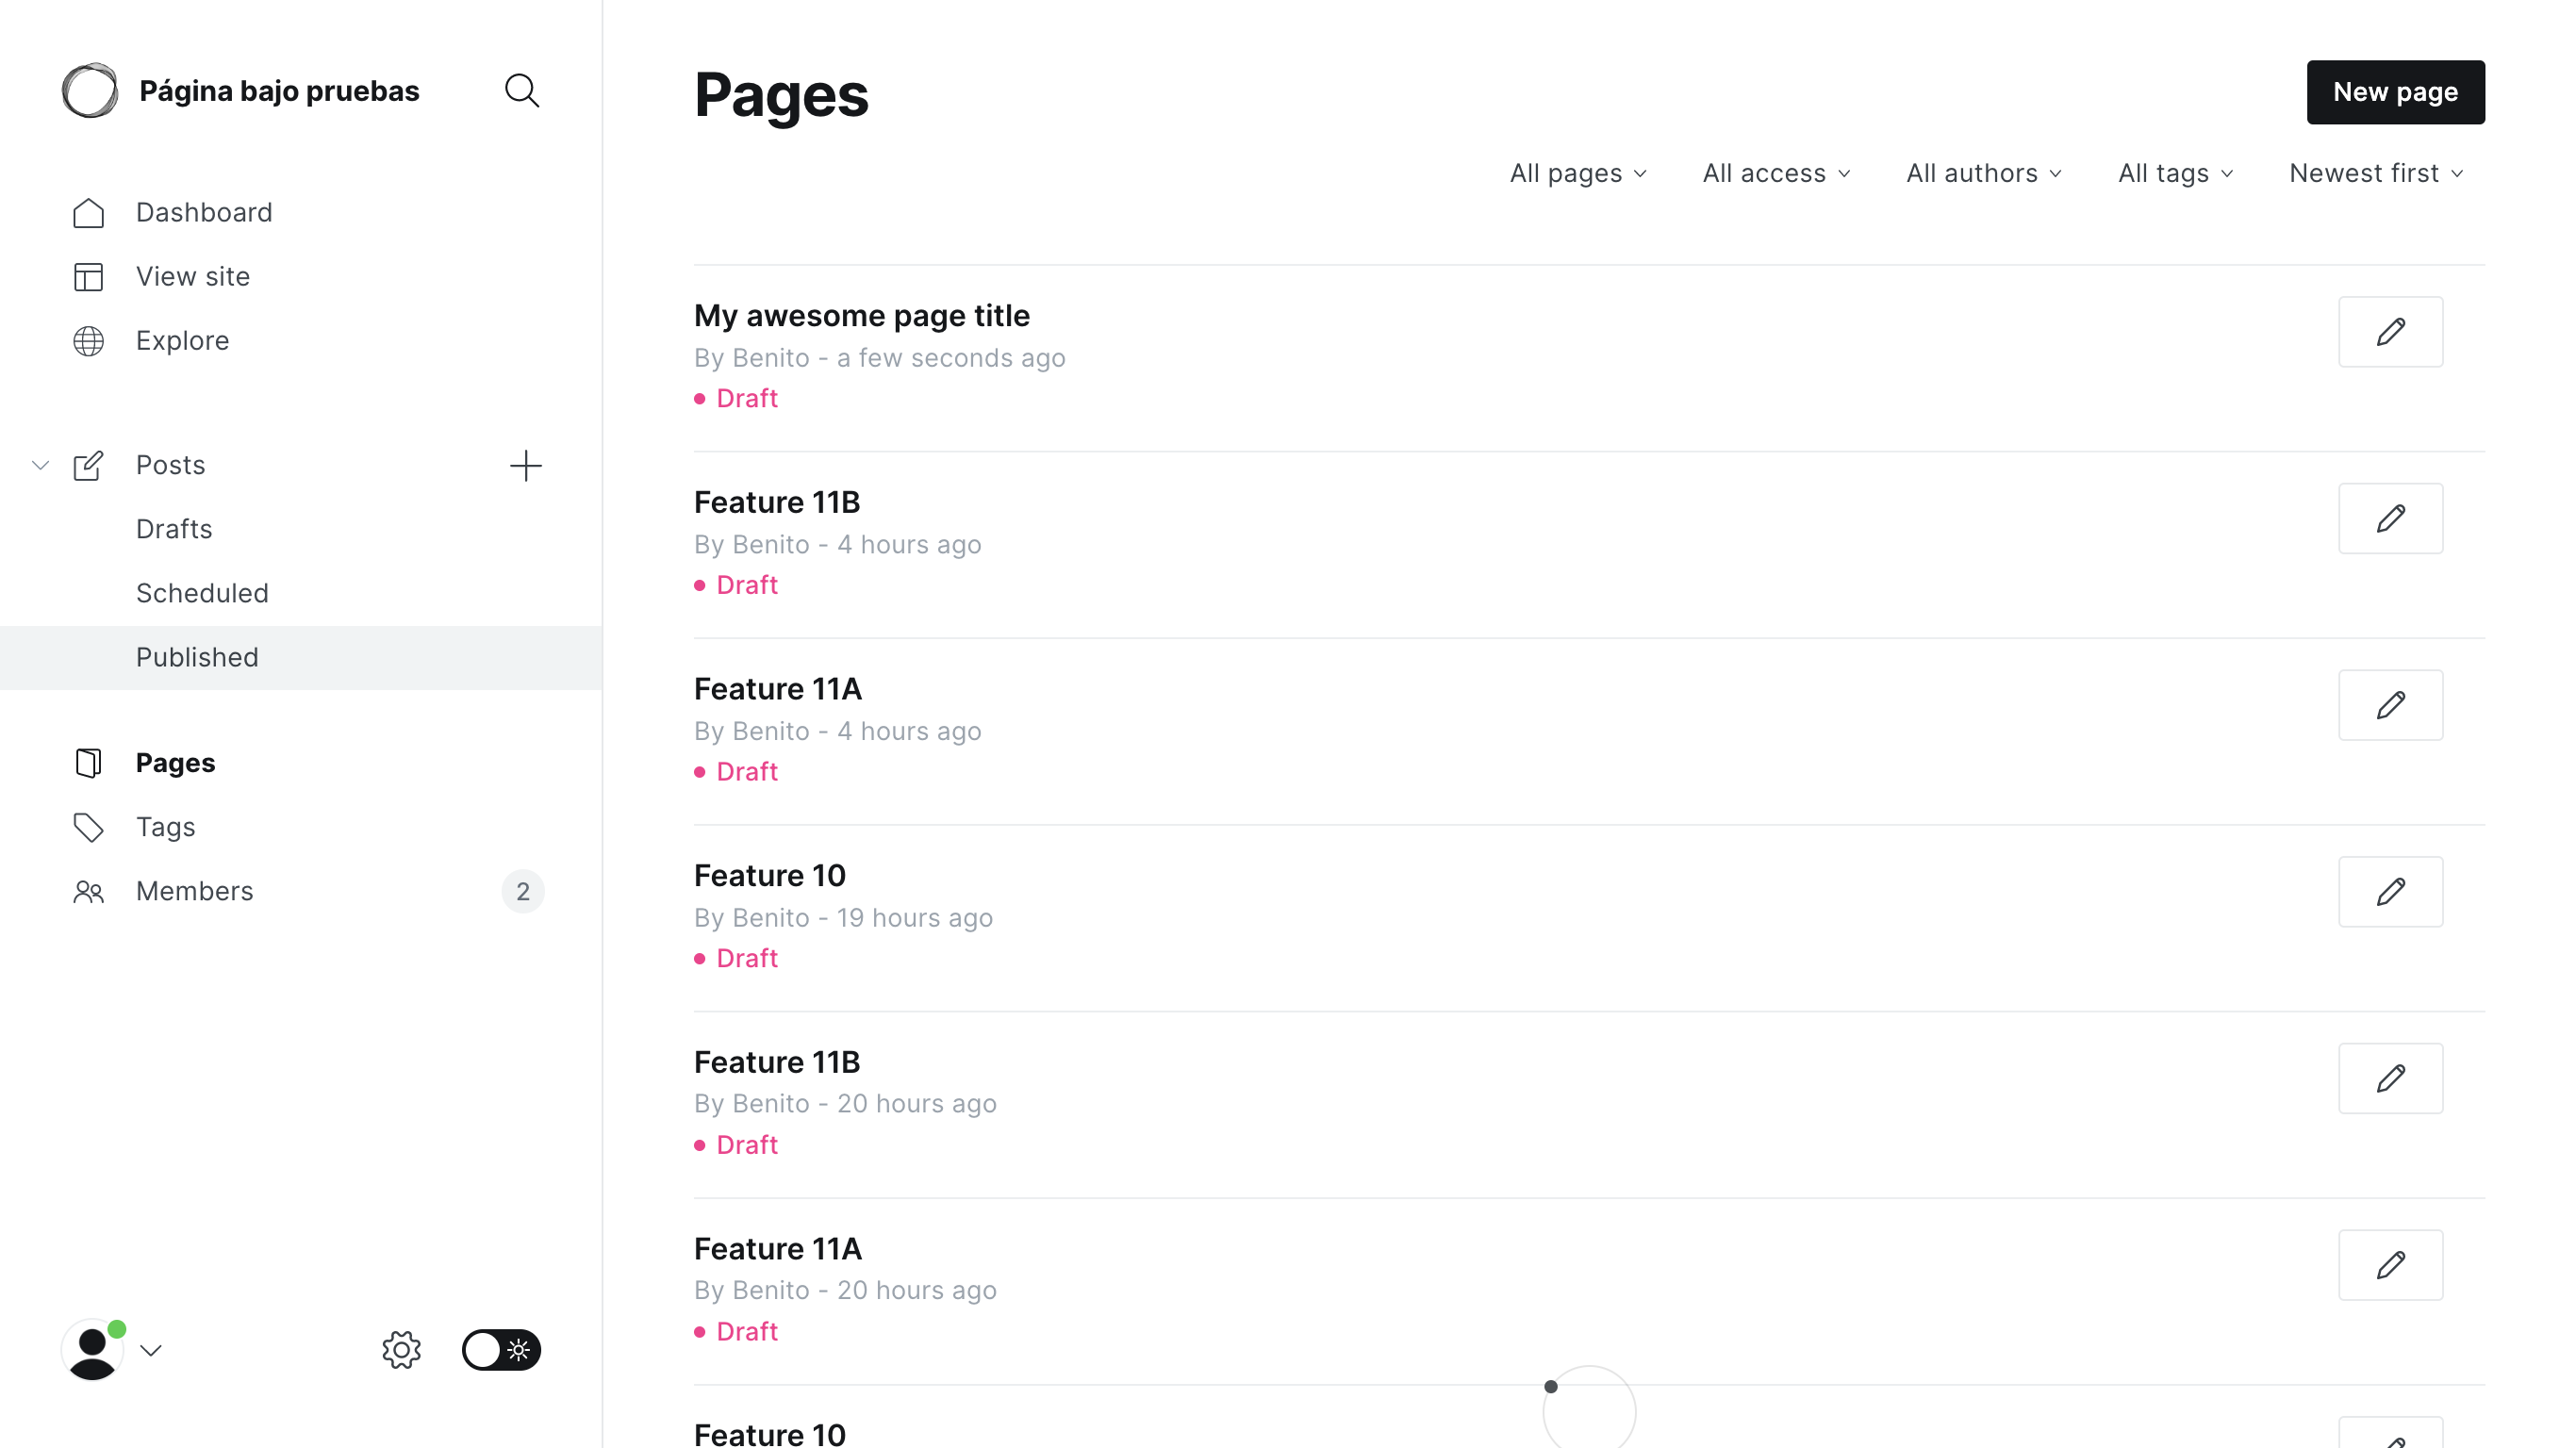 Página bajo pruebas
Dashboard
View site
Explore
Posts
Drafts
Scheduled
Published
Pages
Tags
Members 2
Pages
New page
All pages All access All authors All tags Newest first
My awesome page title
By Benito - a few seconds ago
Draft
Feature 11B
By Benito - 4 hours ago
Draft
Feature 11A
By Benito - 4 hours ago
Draft
Feature 10
By Benito - 19 hours ago
Draft
Feature 11B
By Benito - 20 hours ago
Draft
Feature 11A
By Benito - 20 hours ago
Draft
Feature 10